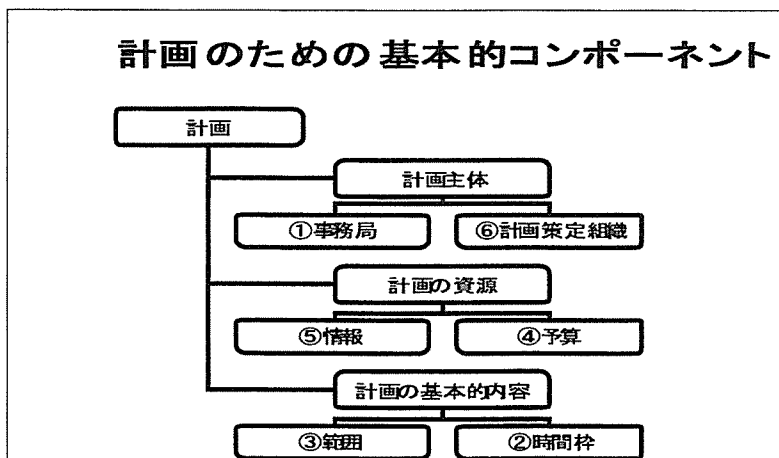 計画のための基本的コンポーネント
計画
計画主体
①事務局
⑥計画策定組織
計画の資源
⑤情報
④予算
計画の基本的内容
③範囲
②時間枠